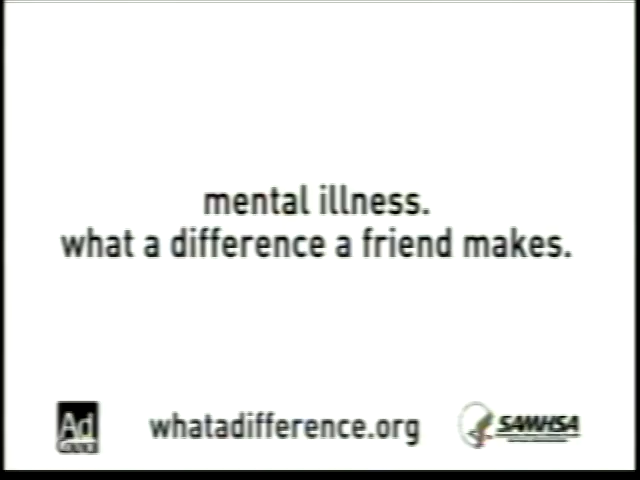 mental illness.
what a difference a friend makes.
Ad
whatadifference.org
SAMHSA